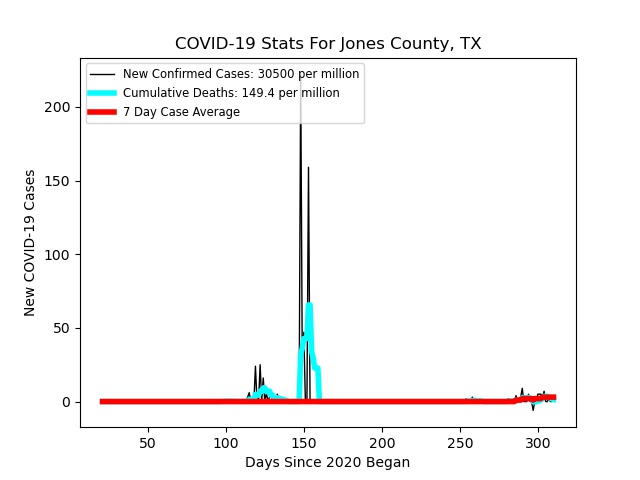 COVID-19 Stats For Jones County, TX
New Confirmed Cases: 30500 per million
Cumulative Deaths: 149.4 per million
7 Day Case Average
New COVID-19 Cases
200
150
100
50
0
50 100 150 200 250 300
Days Since 2020 Began